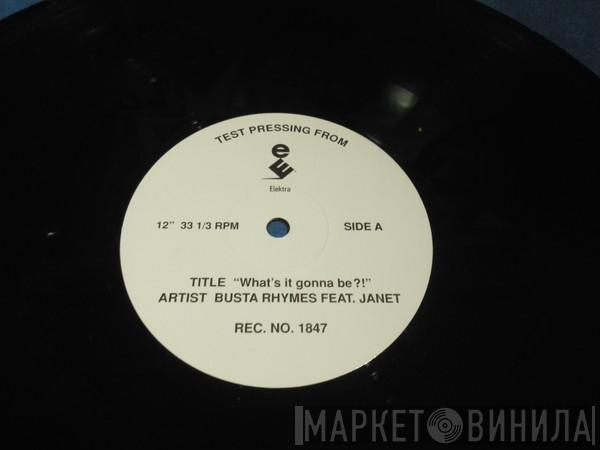 TEST PRESSING FROM
Elektra
12" 33 1/3 RPM
SIDE A
TITLE "What's it gonna be?!"
ARTIST BUSTA RHYMES FEAT. JANET
REC. NO. 1847
МАРКЕТ ВИНИЛА